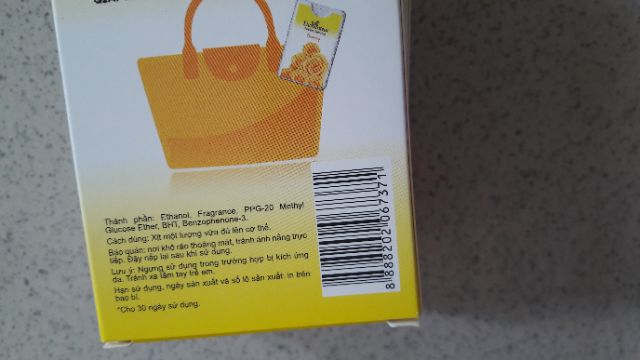 Thành phần: Ethanol, Fragrance, PPG-20 Methyl
Glucose Ether, BHT, Benzophenone-3.
Cách dùng: Xịt một lượng vừa đủ lên cơ thể.
Bảo quản: nơi khô ráo thoáng mát, tránh ánh nắng trực
tiếp. Đậy nắp lại sau khi sử dụng.
Lưu ý: Ngưng sử dụng trong trường hợp bị kích ứng
da. Tránh xa tầm tay trẻ em.
Hạn sử dụng, ngày sản xuất và số lô sản xuất: in trên
bao bì.
*Cho 30 ngày sử dụng.
8 888202 067371